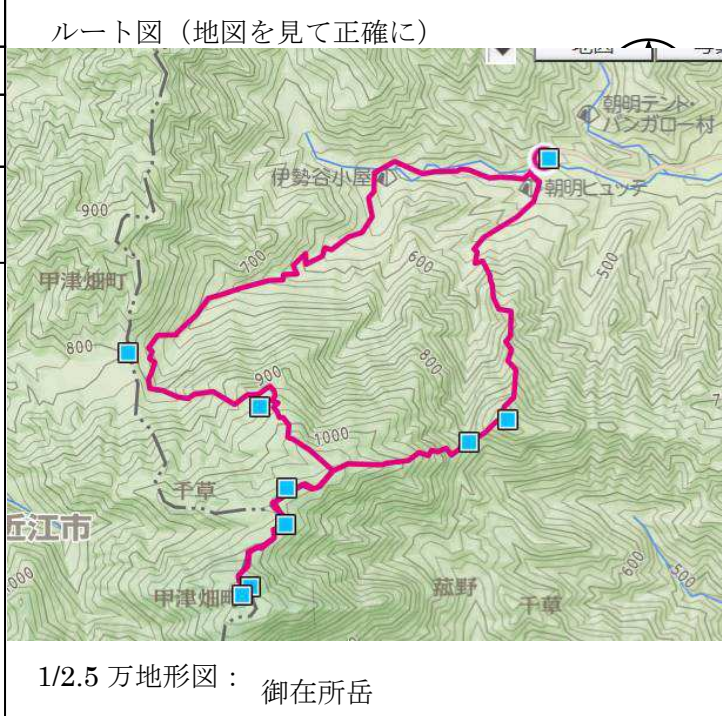 ルート図（地図を見て正確に）
地図
朝明テント・
バンガロー村
伊勢谷小屋
朝明ヒュッテ
900
700
600
500
甲津畑町
800
900
800
1000
千草
近江市
600
500
1000
甲津畑町
菰野
千草
1/2.5 万地形図：
御在所岳